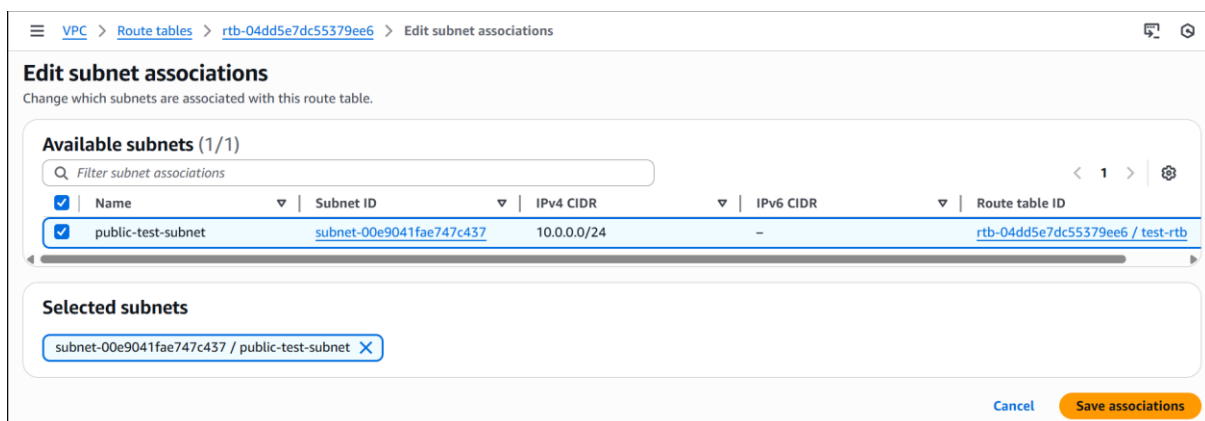 VPC > Route tables > rtb-04dd5e7dc55379ee6 > Edit subnet associations
Edit subnet associations
Change which subnets are associated with this route table.
Available subnets (1/1)
Filter subnet associations
< 1 >
Name Subnet ID IPv4 CIDR IPv6 CIDR Route table ID
public-test-subnet subnet-00e9041fae747c437 10.0.0.0/24 – rtb-04dd5e7dc55379ee6 / test-rtb
Selected subnets
subnet-00e9041fae747c437 / public-test-subnet
Cancel Save associations